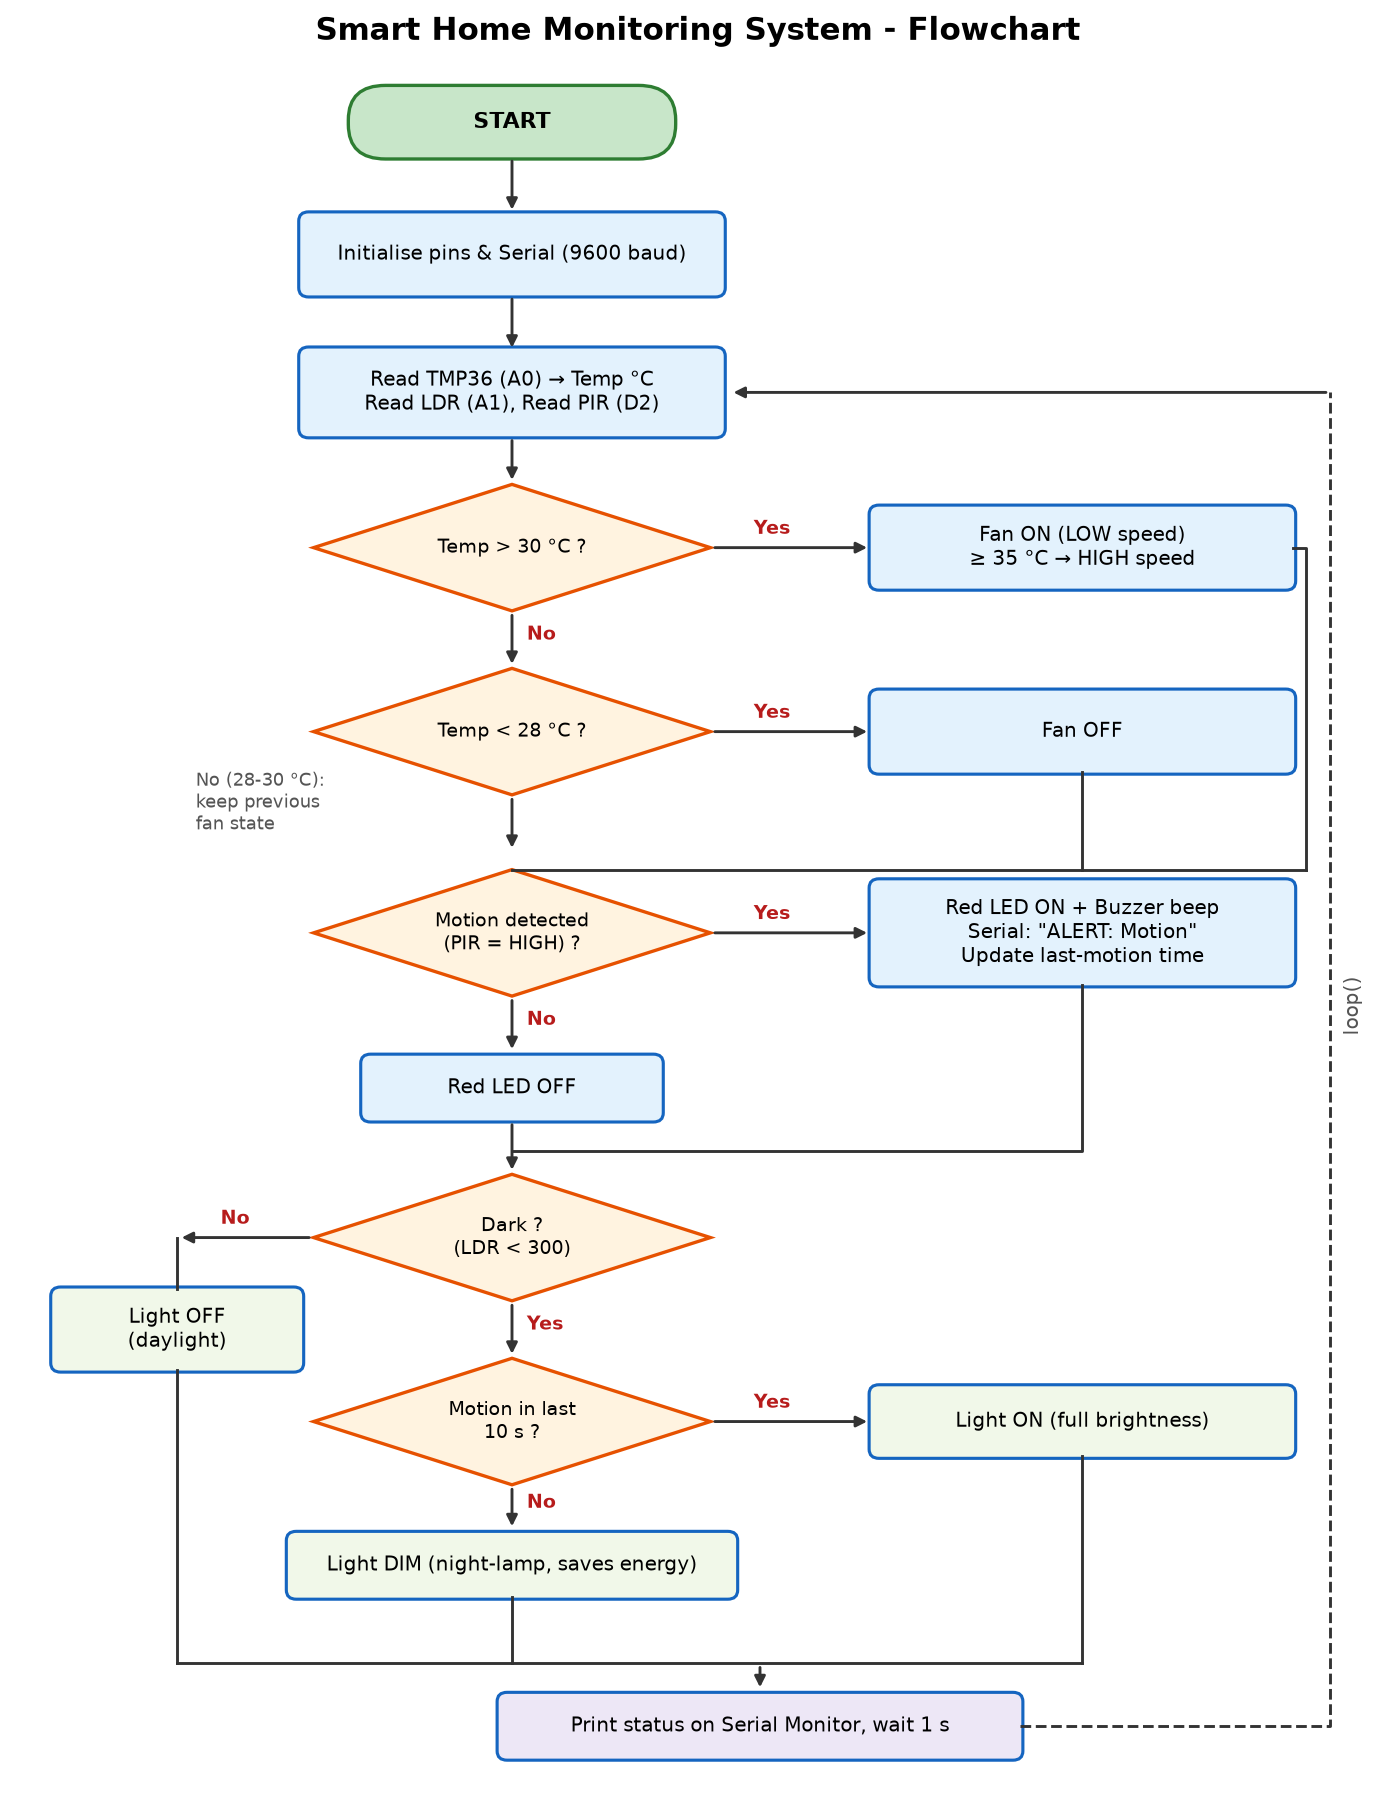 Smart Home Monitoring System - Flowchart
START
Initialise pins & Serial (9600 baud)
Read TMP36 (A0) → Temp °C
Read LDR (A1), Read PIR (D2)
Temp > 30 °C ?
Yes
Fan ON (LOW speed)
≥ 35 °C → HIGH speed
No
Temp < 28 °C ?
Yes
Fan OFF
No (28-30 °C):
keep previous
fan state
Motion detected
(PIR = HIGH) ?
Yes
Red LED ON + Buzzer beep
Serial: "ALERT: Motion"
Update last-motion time
loop()
No
Red LED OFF
Dark ?
(LDR < 300)
No
Light OFF
(daylight)
Yes
Motion in last
10 s ?
Yes
Light ON (full brightness)
No
Light DIM (night-lamp, saves energy)
Print status on Serial Monitor, wait 1 s